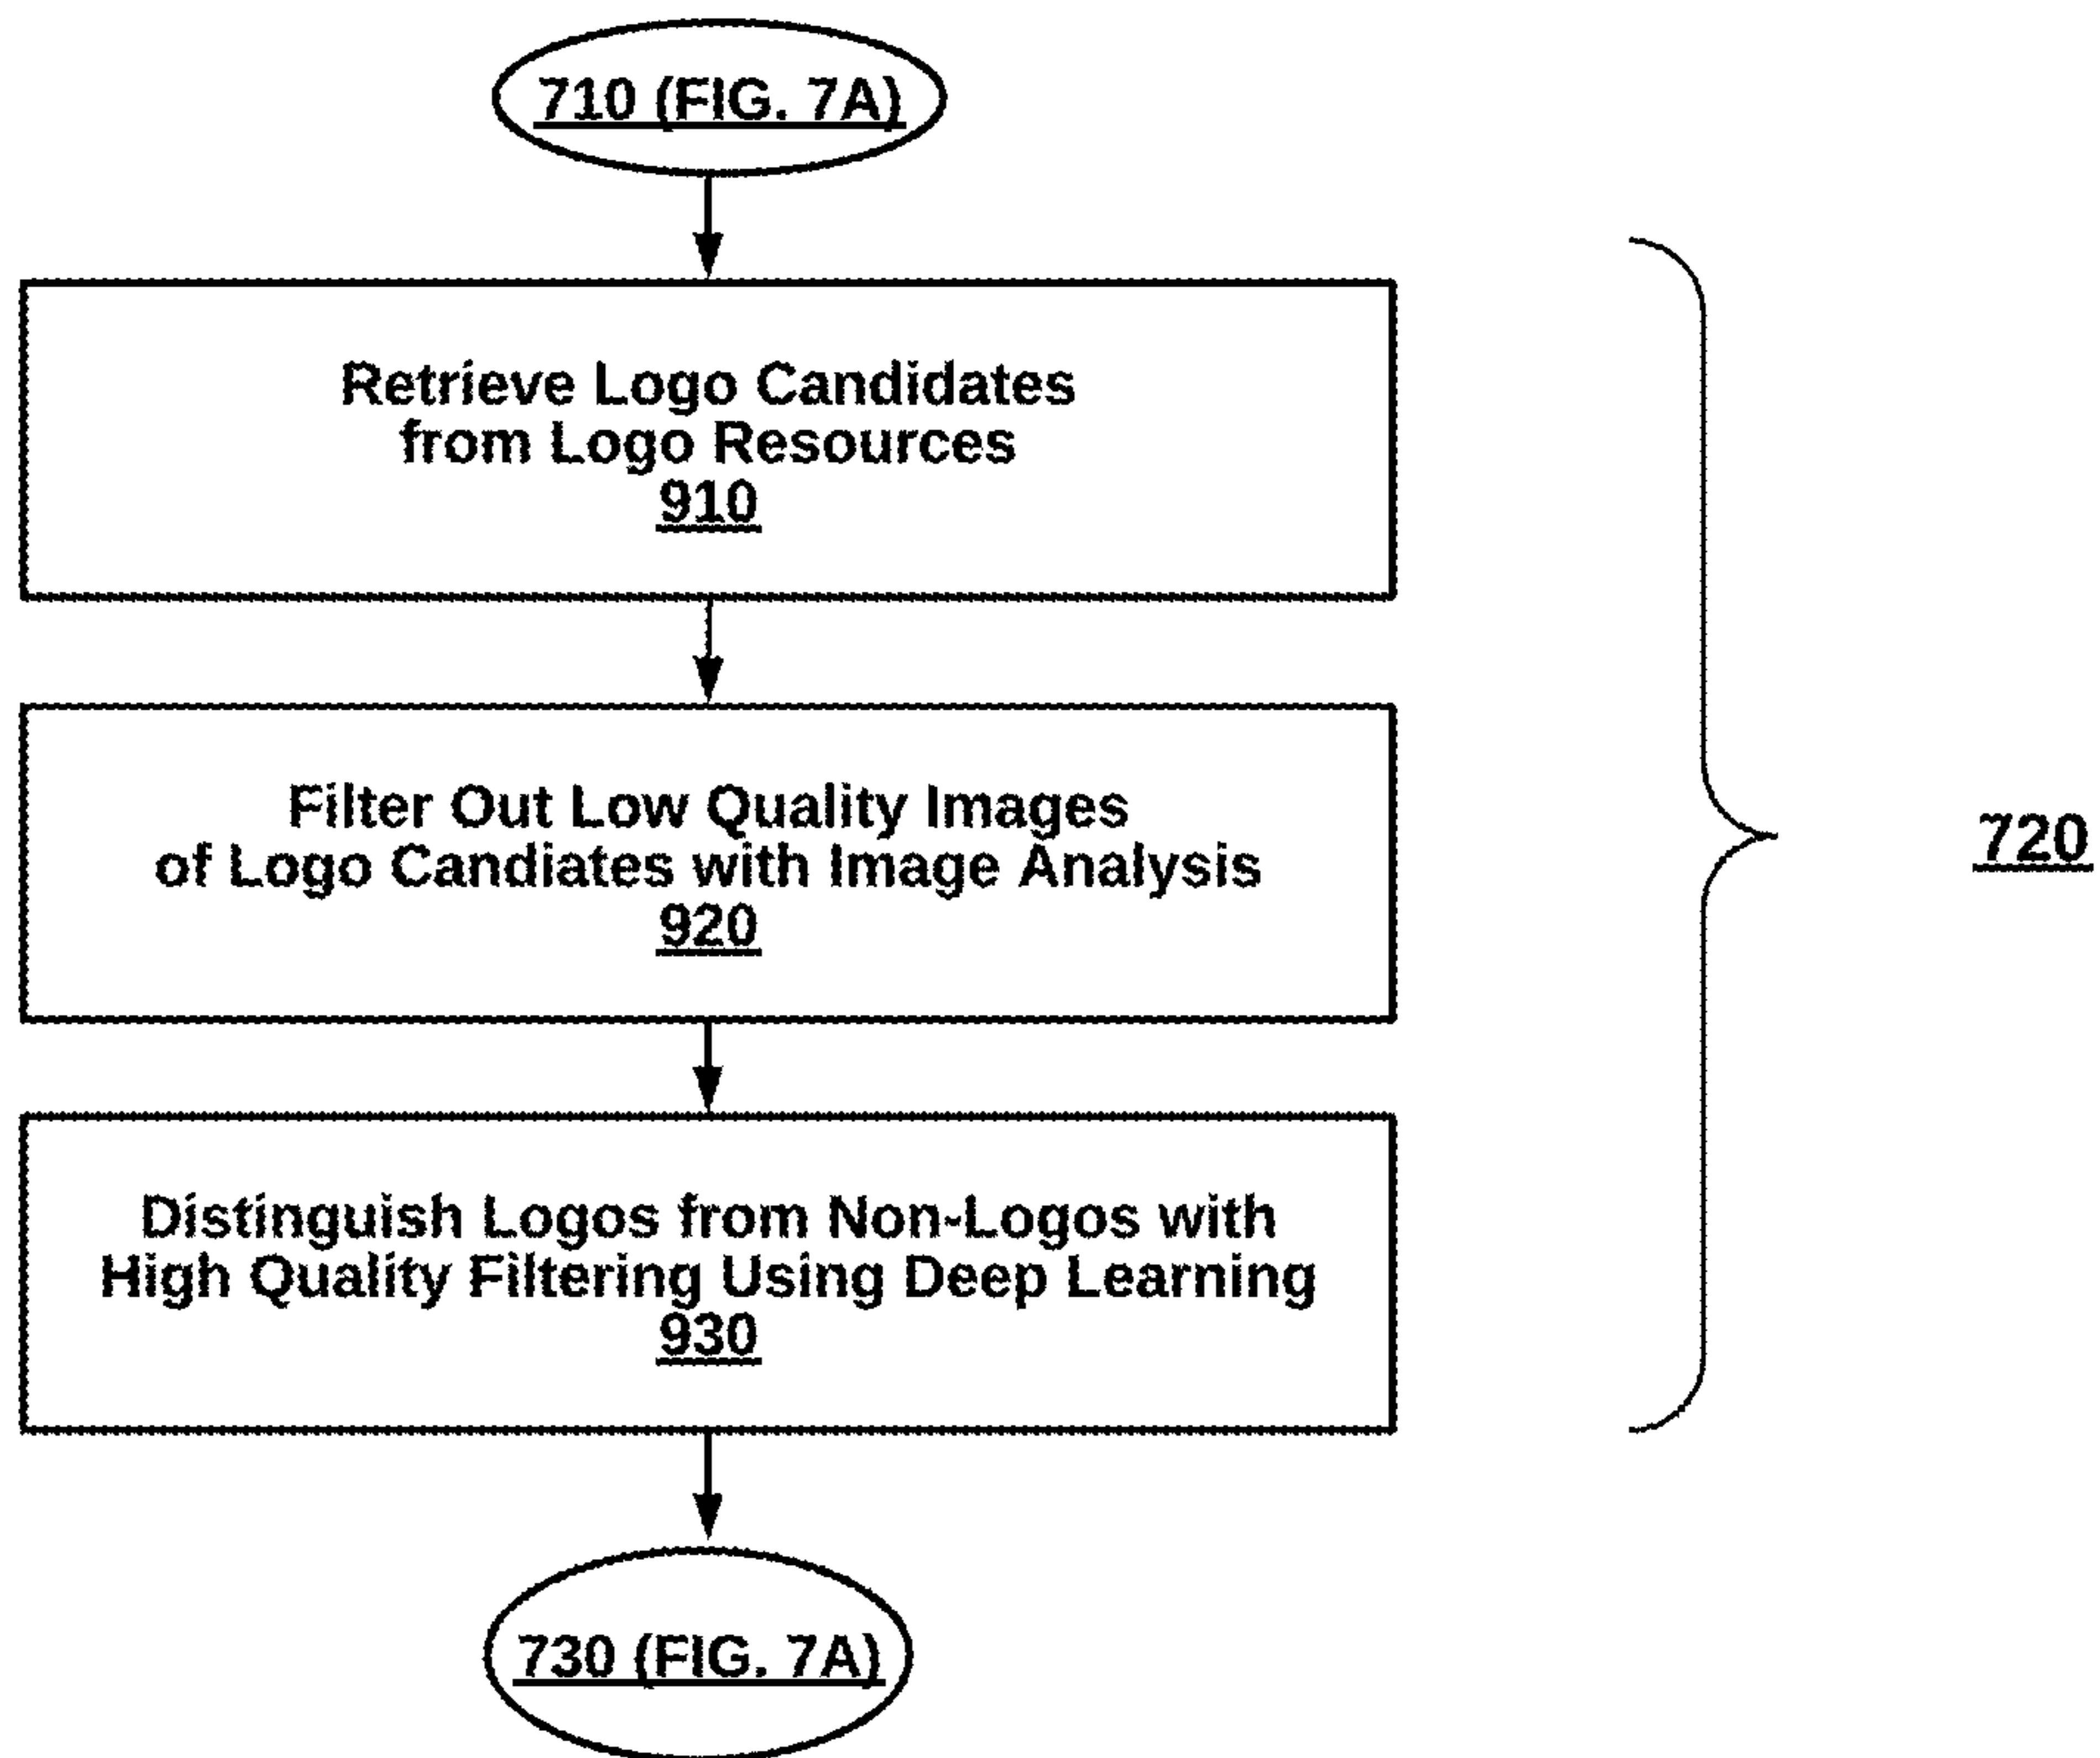 710 (FIG. 7A)
Retrieve Logo Candidates
from Logo Resources
910
Filter Out Low Quality Images
of Logo Candiates with Image Analysis
920
720
Distinguish Logos from Non-Logos with
High Quality Filtering Using Deep Learning
930
730 (FIG. 7A)